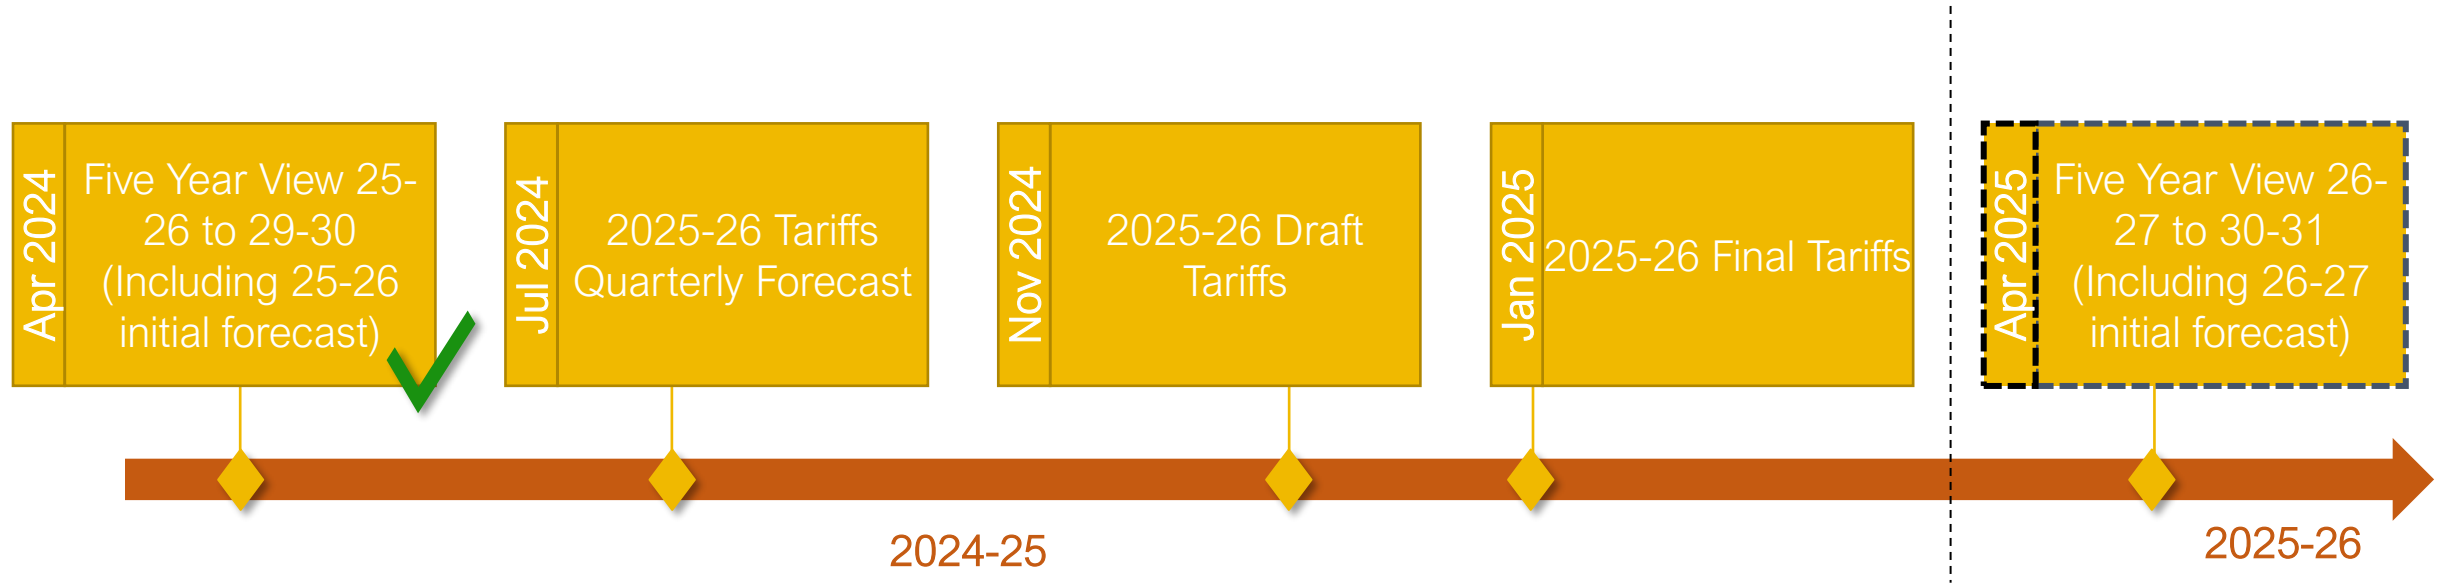 Apr 2024
Five Year View 25-
26 to 29-30
(Including 25-26
initial forecast)
Jul 2024
2025-26 Tariffs
Quarterly Forecast
Nov 2024
2025-26 Draft
Tariffs
Jan 2025
2025-26 Final Tariffs
Apr 2025
Five Year View 26-
27 to 30-31
(Including 26-27
initial forecast)
2024-25
2025-26